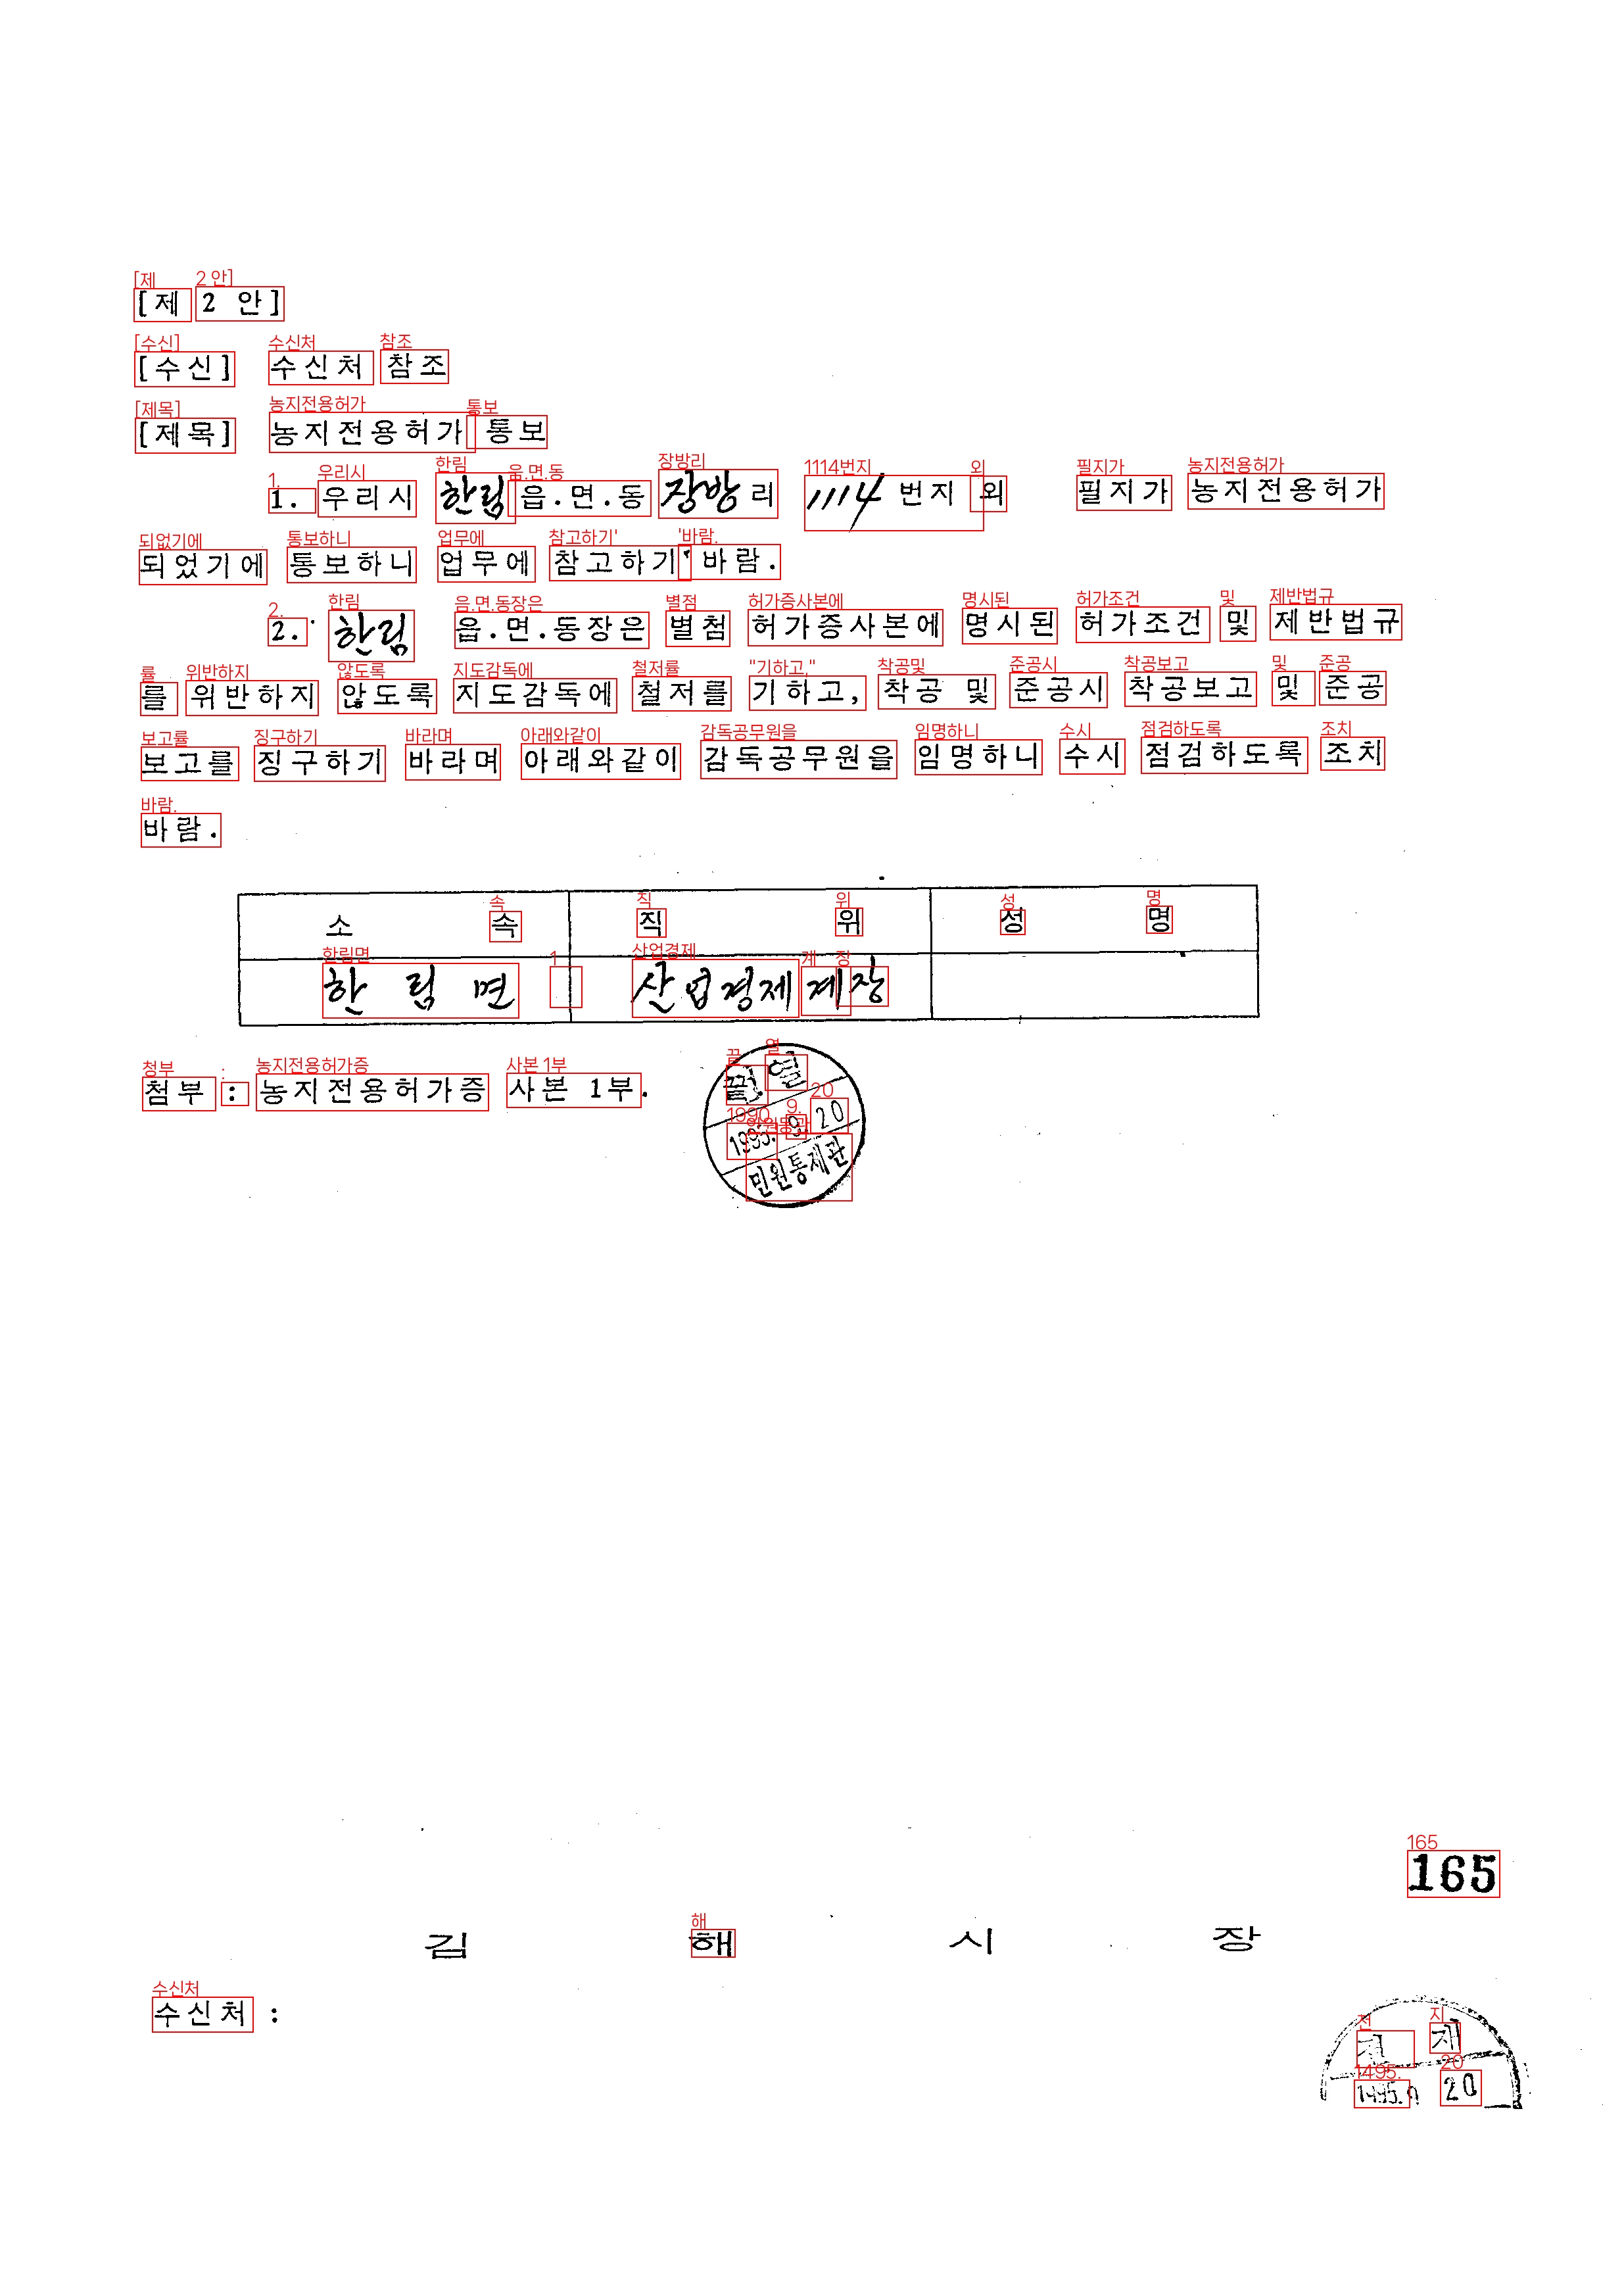 [제 2 안]
[수신] 수신처 참조
[제목] 농지전용허가 통보
1. 우리시 한림 읍.면.동 장방리 1114번지 외 필지가 농지전용허가
되었기에 통보하니 업무에 참고하기 바람.
2. 한림 읍.면.동장은 별첨 허가증사본에 명시된 허가조건 및 제반법규
를 위반하지 않도록 지도감독에 철저를 기하고, 착공 및 준공시 착공보고 및 준공
보고를 징구하기 바라며 아래와같이 감독공무원을 임명하니 수시 점검하도록 조치
바람.
소 속 직 위 성 명
한림면 산업경제계장
첨부 : 농지전용허가증 사본 1부. 끝.
열
1995. 9. 20
민원통제관
165
김 해 시 장
수신처 :
1995. 9 20